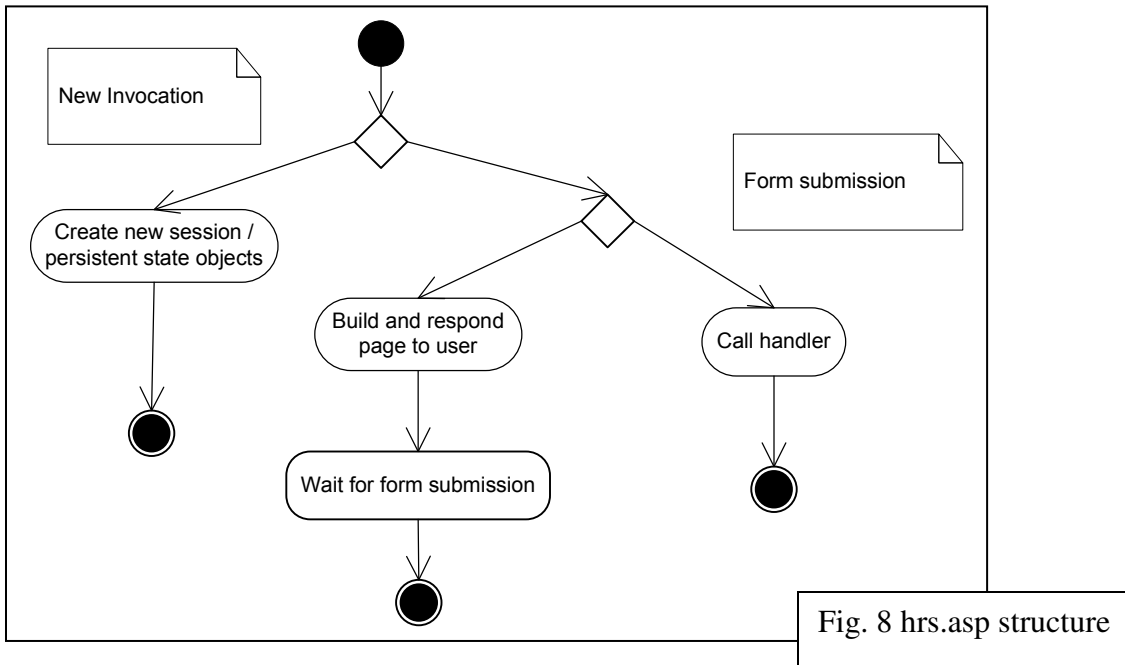 New Invocation
Form submission
Create new session /
persistent state objects
Build and respond
page to user
Call handler
Wait for form submission
Fig. 8 hrs.asp structure